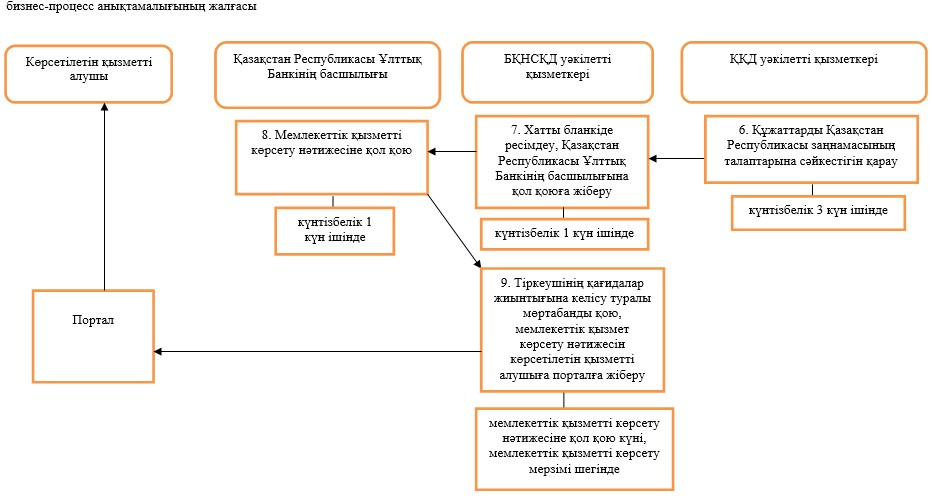 бизнес-процесс анықтамалығының жалғасы
Көрсетілетін қызметті
алушы
Қазақстан Республикасы Ұлттық
Банкінің басшылығы
БҚНСҚД уәкілетті
қызметкері
ҚҚД уәкілетті қызметкері
8. Мемлекеттік қызметті
көрсету нәтижесіне қол қою
7. Хатты бланкіде
ресімдеу, Қазақстан
Республикасы Ұлттық
Банкінің басшылығына
қол қоюға жіберу
6. Құжаттарды Қазақстан
Республикасы заңнамасының
талаптарына сәйкестігін қарау
күнтізбелік 1
күн ішінде
күнтізбелік 1 күн ішінде
күнтізбелік 3 күн ішінде
Портал
9. Тіркеушінің қағидалар
жиынтығына келісу туралы
мөртабанды қою,
мемлекеттік қызмет
көрсету нәтижесін
көрсетілетін қызметті
алушыға порталға жіберу
мемлекеттік қызметті көрсету
нәтижесіне қол қою күні,
мемлекеттік қызметті көрсету
мерзімі шегінде